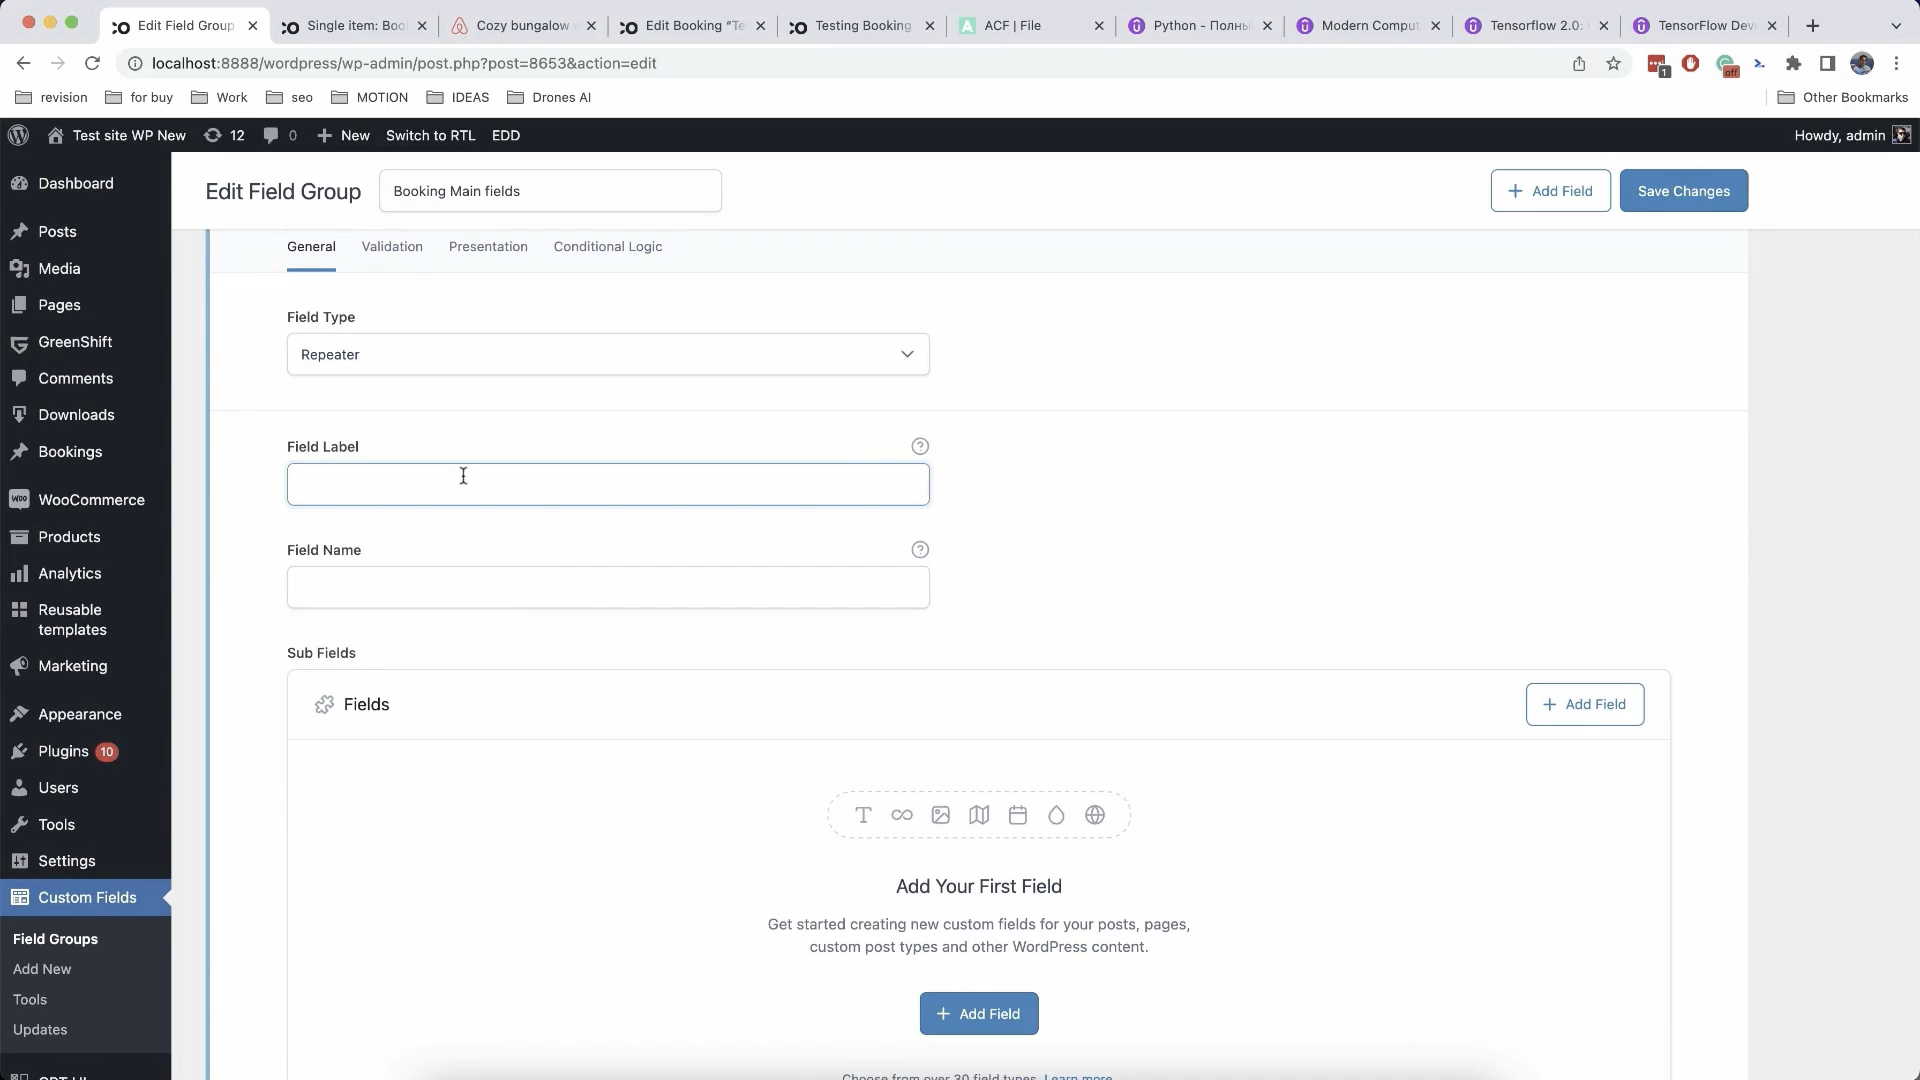 Edit Field Group
Single item: Boo
Cozy bungalow
Edit Booking “Te
Testing Booking
ACF | File
Python - Полны
Modern Comput
Tensorflow 2.0:
TensorFlow Dev
localhost:8888/wordpress/wp-admin/post.php?post=8653&action=edit
1
off
revision
for buy
Work
seo
MOTION
IDEAS
Drones AI
Other Bookmarks
Test site WP New
12
0
New
Switch to RTL
EDD
Howdy, admin
Dashboard
Posts
Media
Pages
GreenShift
Comments
Downloads
Bookings
WooCommerce
Products
Analytics
Reusable
templates
Marketing
Appearance
Plugins 10
Users
Tools
Settings
Custom Fields
Field Groups
Add New
Tools
Updates
Edit Field Group
Booking Main fields
+ Add Field
Save Changes
General
Validation
Presentation
Conditional Logic
Field Type
Repeater
Field Label
Field Name
Sub Fields
Fields
+ Add Field
Add Your First Field
Get started creating new custom fields for your posts, pages,
custom post types and other WordPress content.
+ Add Field
Choose from over 30 field types. Learn more